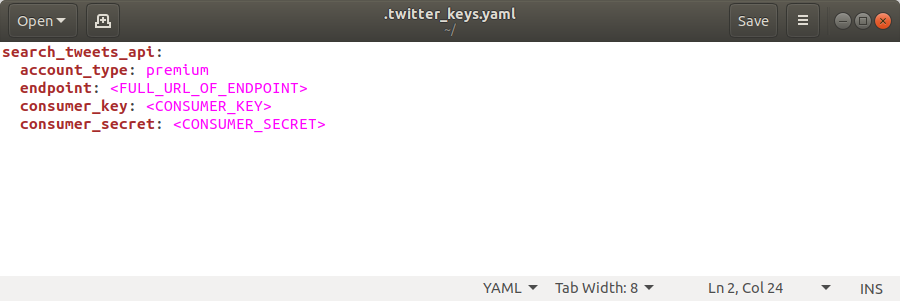 Open
.twitter_keys.yaml
~/
Save
search_tweets_api:
  account_type: premium
  endpoint: <FULL_URL_OF_ENDPOINT>
  consumer_key: <CONSUMER_KEY>
  consumer_secret: <CONSUMER_SECRET>
YAML
Tab Width: 8
Ln 2, Col 24
INS